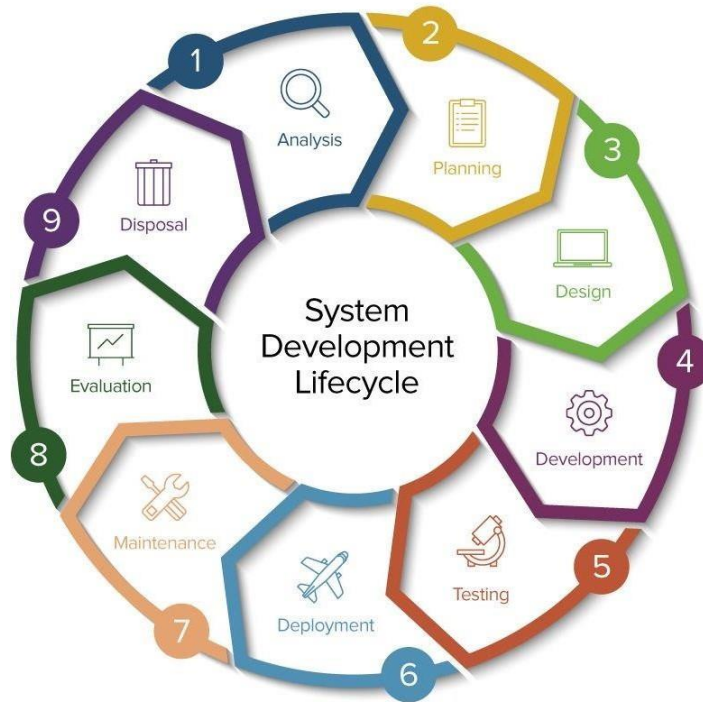 System
Development
Lifecycle
1
Analysis
2
Planning
3
Design
4
Development
5
Testing
6
Deployment
7
Maintenance
8
Evaluation
9
Disposal